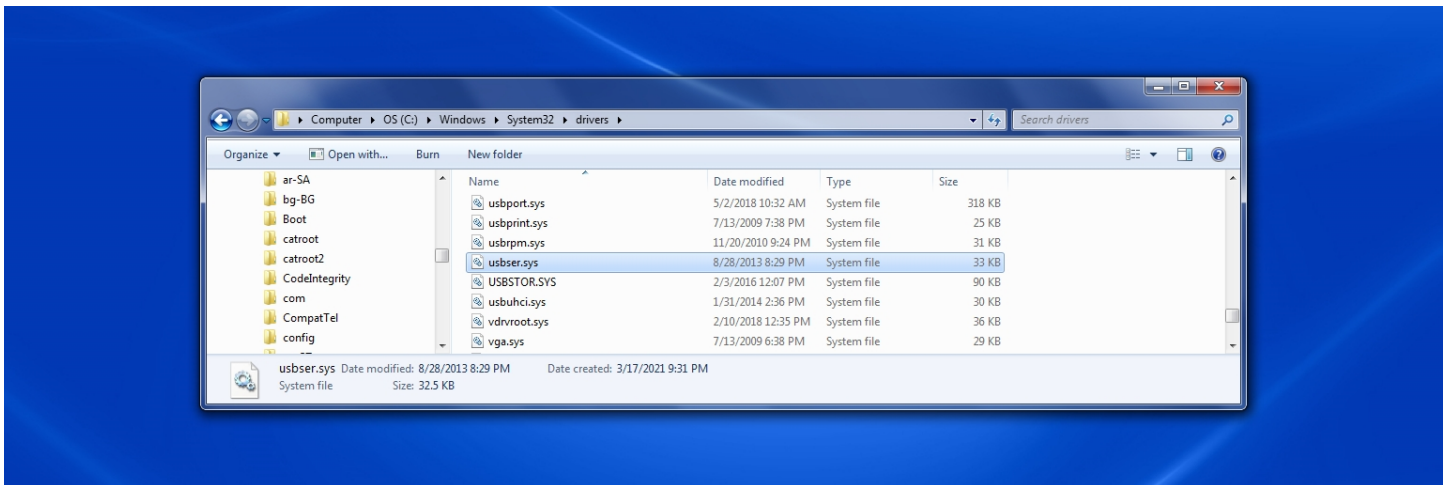 Computer ▸ OS (C:) ▸ Windows ▸ System32 ▸ drivers ▸
Search drivers
Organize ▼ Open with... Burn New folder
ar-SA
bg-BG
Boot
catroot
catroot2
CodeIntegrity
com
CompatTel
config
Name Date modified Type Size
usbport.sys 5/2/2018 10:32 AM System file 318 KB
usbprint.sys 7/13/2009 7:38 PM System file 25 KB
usbrpm.sys 11/20/2010 9:24 PM System file 31 KB
usbser.sys 8/28/2013 8:29 PM System file 33 KB
USBSTOR.SYS 2/3/2016 12:07 PM System file 90 KB
usbuhci.sys 1/31/2014 2:36 PM System file 30 KB
vdrvroot.sys 2/10/2018 12:35 PM System file 36 KB
vga.sys 7/13/2009 6:38 PM System file 29 KB
usbser.sys Date modified: 8/28/2013 8:29 PM Date created: 3/17/2021 9:31 PM
System file Size: 32.5 KB